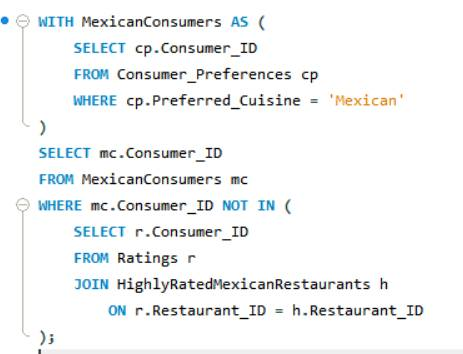 WITH MexicanConsumers AS (
    SELECT cp.Consumer_ID
    FROM Consumer_Preferences cp
    WHERE cp.Preferred_Cuisine = 'Mexican'
)
SELECT mc.Consumer_ID
FROM MexicanConsumers mc
WHERE mc.Consumer_ID NOT IN (
    SELECT r.Consumer_ID
    FROM Ratings r
    JOIN HighlyRatedMexicanRestaurants h
        ON r.Restaurant_ID = h.Restaurant_ID
);